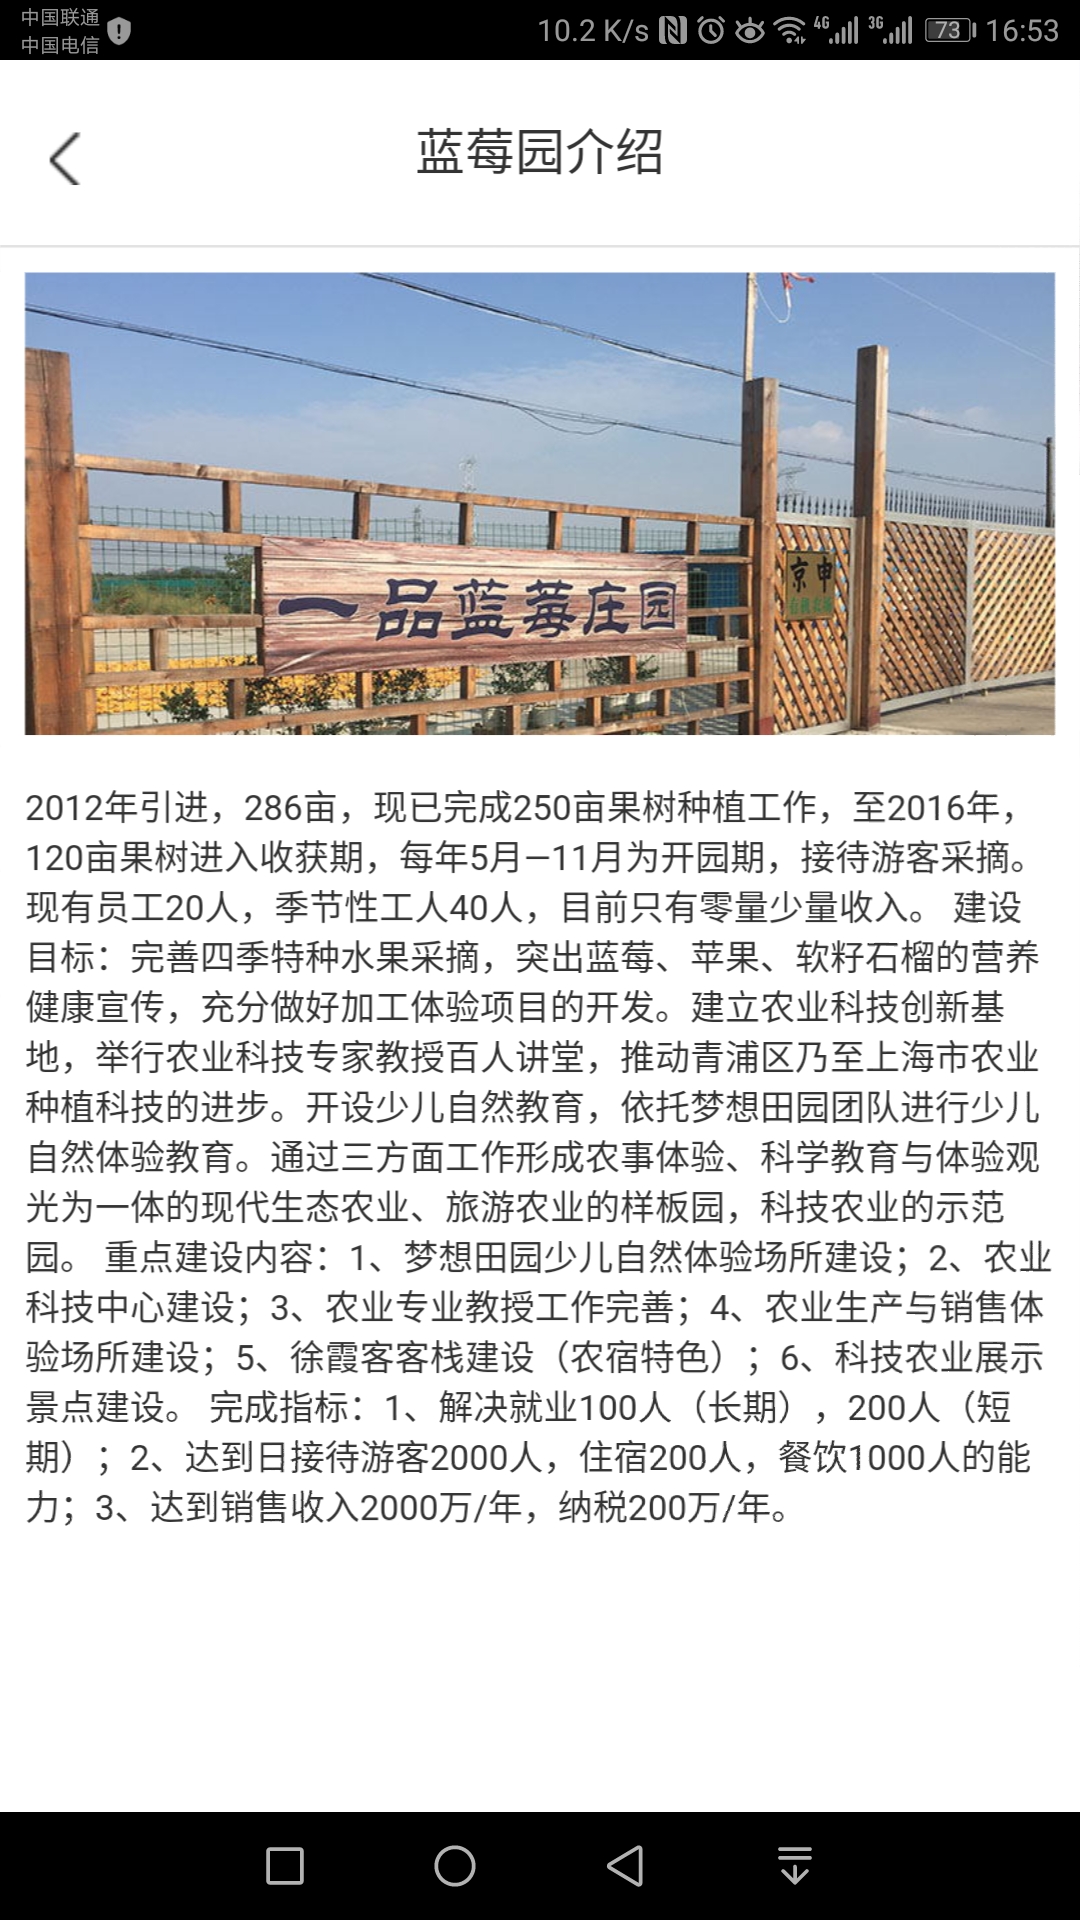 中国联通
中国电信
10.2 K/s 4G 3G 73 16:53
蓝莓园介绍
一品蓝莓庄园
京申
2012年引进，286亩，现已完成250亩果树种植工作，至2016年，
120亩果树进入收获期，每年5月—11月为开园期，接待游客采摘。
现有员工20人，季节性工人40人，目前只有零量少量收入。 建设
目标：完善四季特种水果采摘，突出蓝莓、苹果、软籽石榴的营养
健康宣传，充分做好加工体验项目的开发。建立农业科技创新基
地，举行农业科技专家教授百人讲堂，推动青浦区乃至上海市农业
种植科技的进步。开设少儿自然教育，依托梦想田园团队进行少儿
自然体验教育。通过三方面工作形成农事体验、科学教育与体验观
光为一体的现代生态农业、旅游农业的样板园，科技农业的示范
园。 重点建设内容：1、梦想田园少儿自然体验场所建设；2、农业
科技中心建设；3、农业专业教授工作完善；4、农业生产与销售体
验场所建设；5、徐霞客客栈建设（农宿特色）；6、科技农业展示
景点建设。 完成指标：1、解决就业100人（长期），200人（短
期）；2、达到日接待游客2000人，住宿200人，餐饮1000人的能
力；3、达到销售收入2000万/年，纳税200万/年。